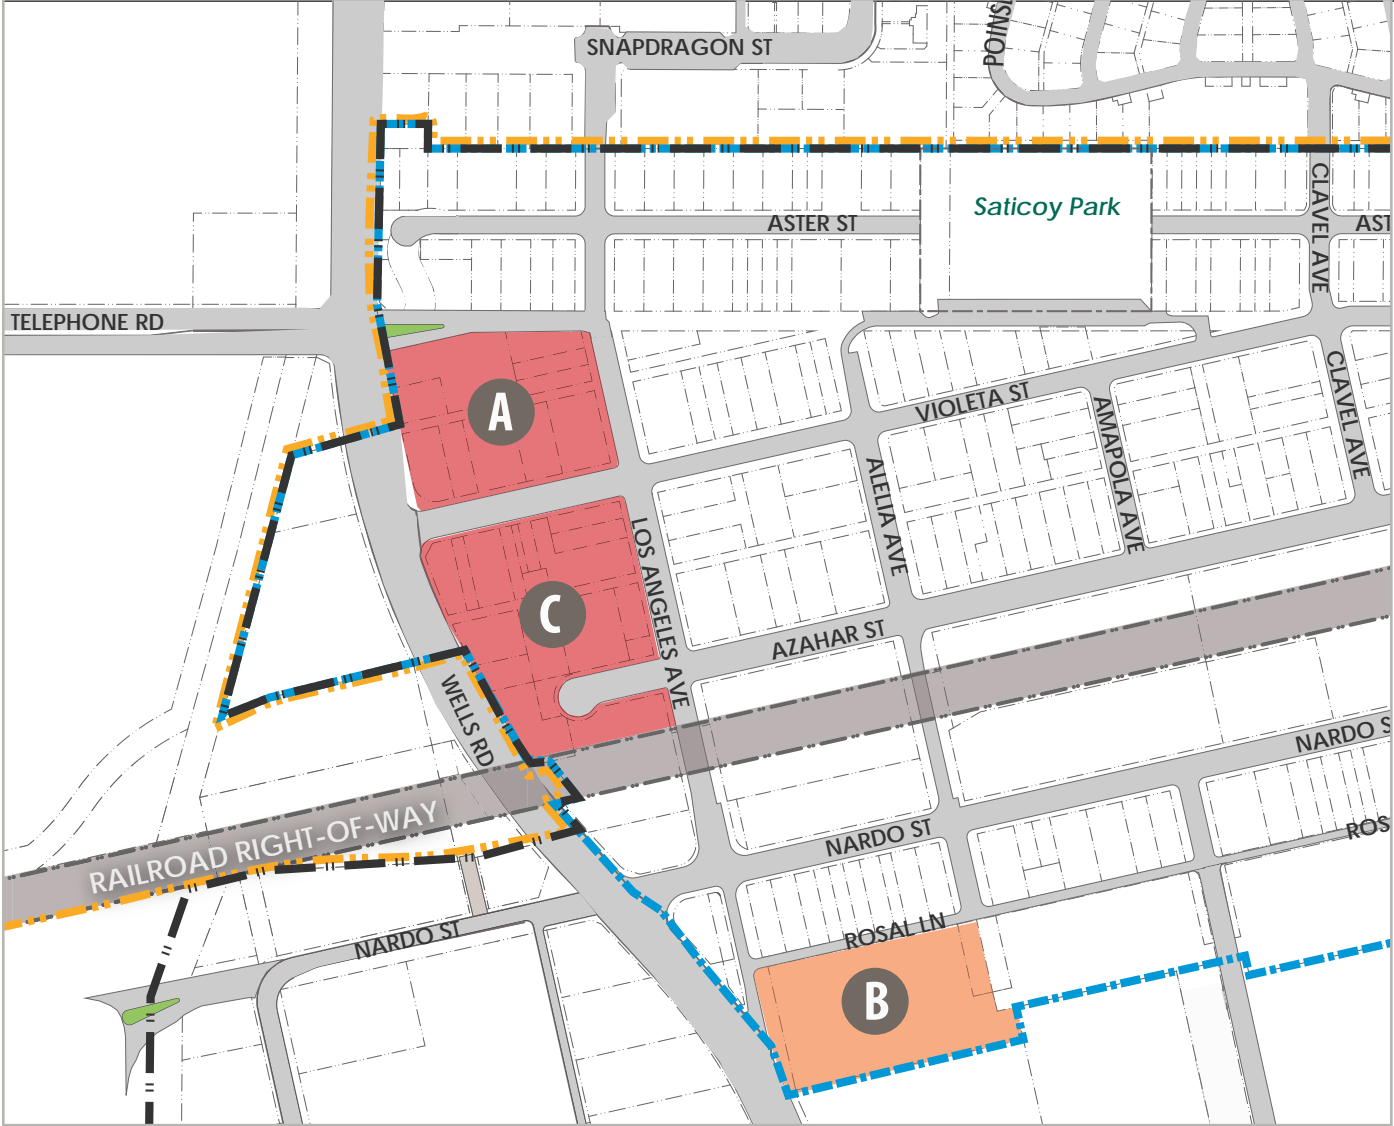 SNAPDRAGON ST
POINS
Saticoy Park
CLAVEL AVE
ASTER ST
AST
TELEPHONE RD
CLAVEL AVE
A
VIOLETA ST
AMAPOLA AVE
ALELIA AVE
LOS ANGELES AVE
C
AZAHAR ST
WELLS RD
NARDO S
RAILROAD RIGHT-OF-WAY
NARDO ST
ROS
NARDO ST
ROSAL LN
B